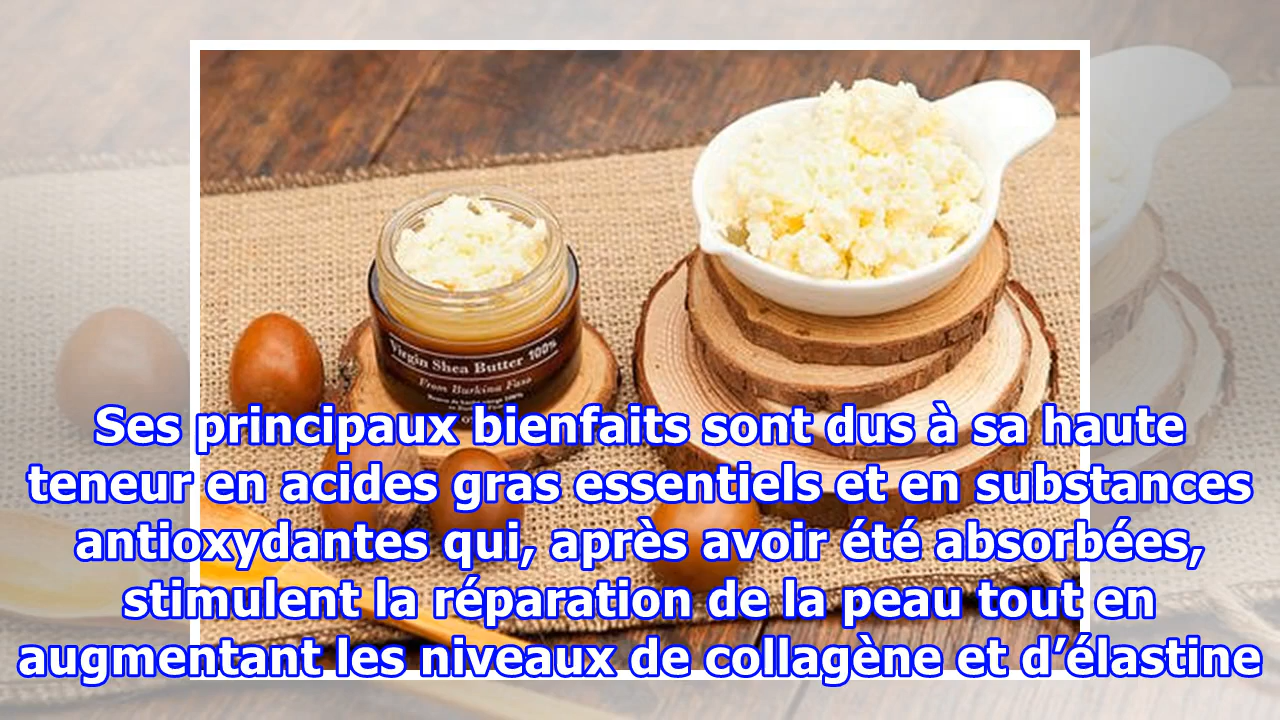 Virgin Shea Butter 100%
From Burkina Faso
Ses principaux bienfaits sont dus à sa haute
teneur en acides gras essentiels et en substances
antioxydantes qui, après avoir été absorbées,
stimulent la réparation de la peau tout en
augmentant les niveaux de collagène et d’élastine